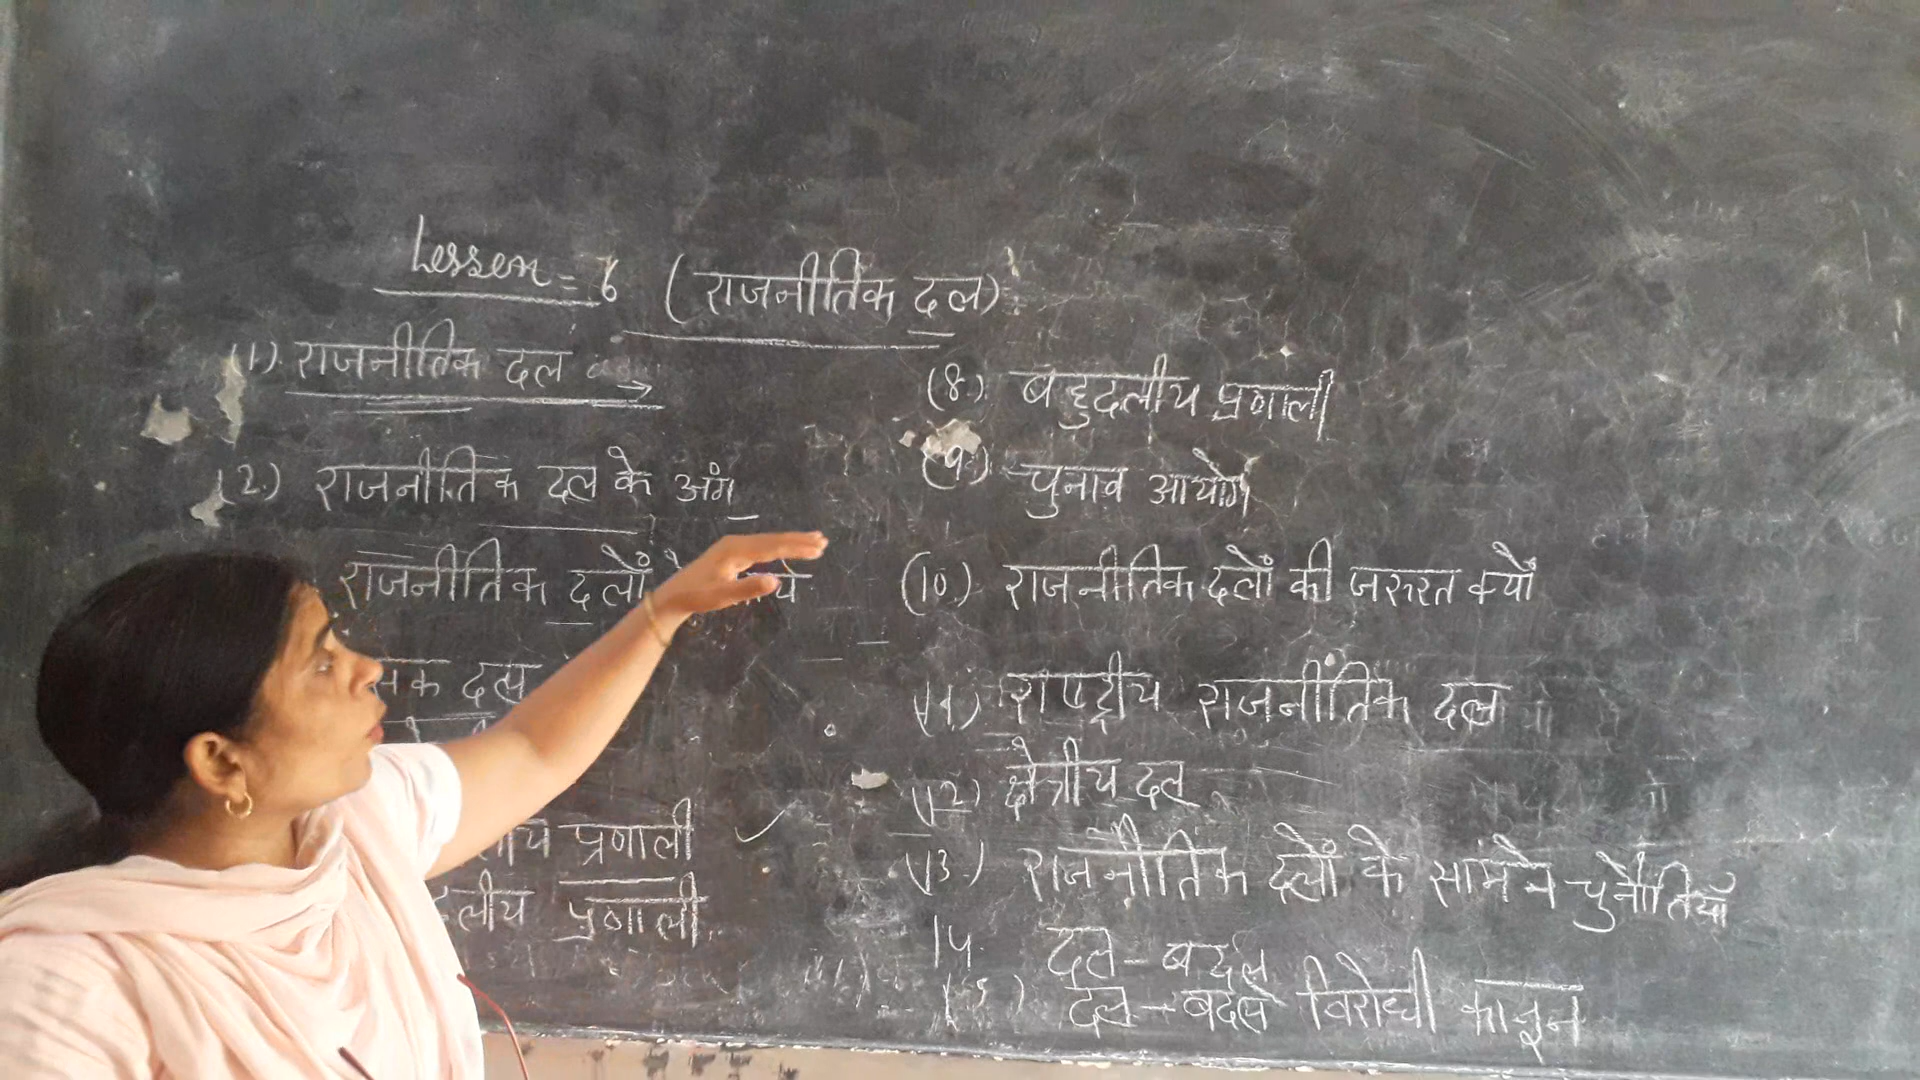 Lesson = 6 (राजनीतिक दल)
(1). राजनीतिक दल →
(2.) राजनीतिक दल के अंग
राजनीतिक दलों
दल
प्रणाली ✓
प्रणाली
(8.) बहुदलीय प्रणाली
(9.) चुनाव आयोग
(10.) राजनीतिक दलों की जरुरत क्यों
(11.) राष्ट्रीय राजनीतिक दल
(12) क्षेत्रीय दल
(13.) राजनैतिक दलों के सांमने चुनौतियाँ
14. दल-बदल
(15) दल-बदल विरोधी कानून